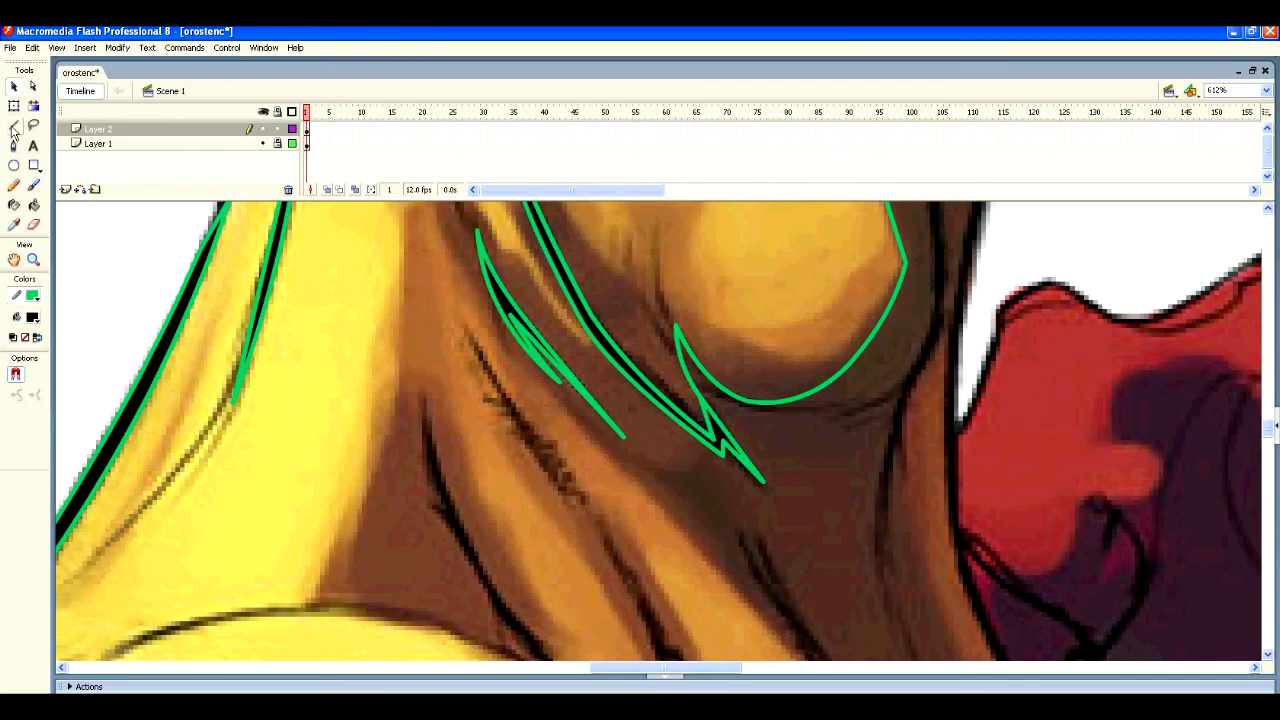 Macromedia Flash Professional 8 - [orostenc*]
File Edit View Insert Modify Text Commands Control Window Help
Tools
orostenc*
Timeline Scene 1 612%
1 5 10 15 20 25 30 35 40 45 50 55 60 65 70 75 80 85 90 95 100 105 110 115 120 125 130 135 140 145 150 155
Layer 2
Layer 1
A
1 12.0 fps 0.0s
View
Colors
Options
Actions